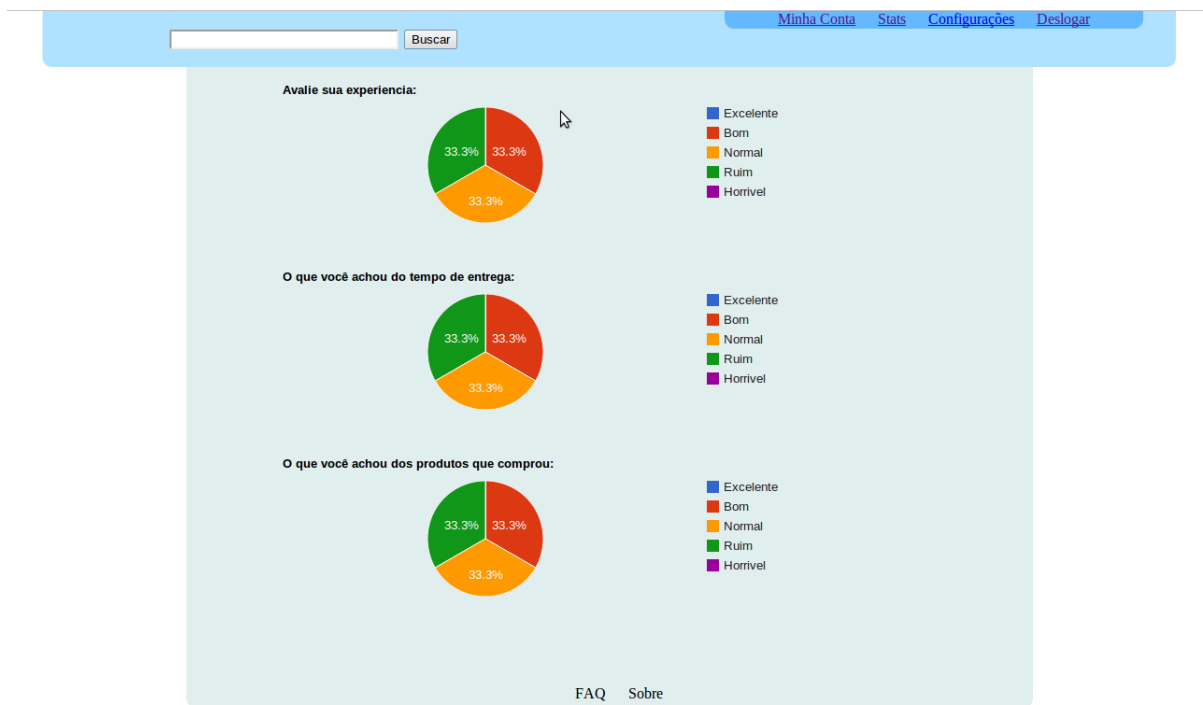 Minha Conta Stats Configurações Deslogar
Buscar
Avalie sua experiencia:
33.3% 33.3%
33.3%
Excelente
Bom
Normal
Ruim
Horrivel
O que você achou do tempo de entrega:
33.3% 33.3%
33.3%
Excelente
Bom
Normal
Ruim
Horrivel
O que você achou dos produtos que comprou:
33.3% 33.3%
33.3%
Excelente
Bom
Normal
Ruim
Horrivel
FAQ Sobre